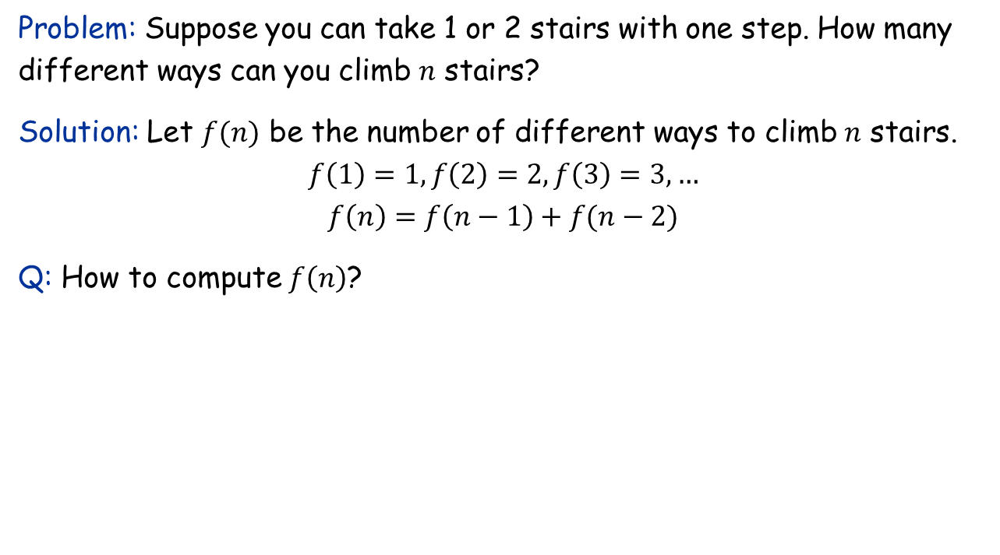 Problem: Suppose you can take 1 or 2 stairs with one step. How many
different ways can you climb 𝑛 stairs?
Solution: Let 𝑓(𝑛) be the number of different ways to climb 𝑛 stairs.
𝑓(1) = 1, 𝑓(2) = 2, 𝑓(3) = 3, …
𝑓(𝑛) = 𝑓(𝑛 − 1) + 𝑓(𝑛 − 2)
Q: How to compute 𝑓(𝑛)?